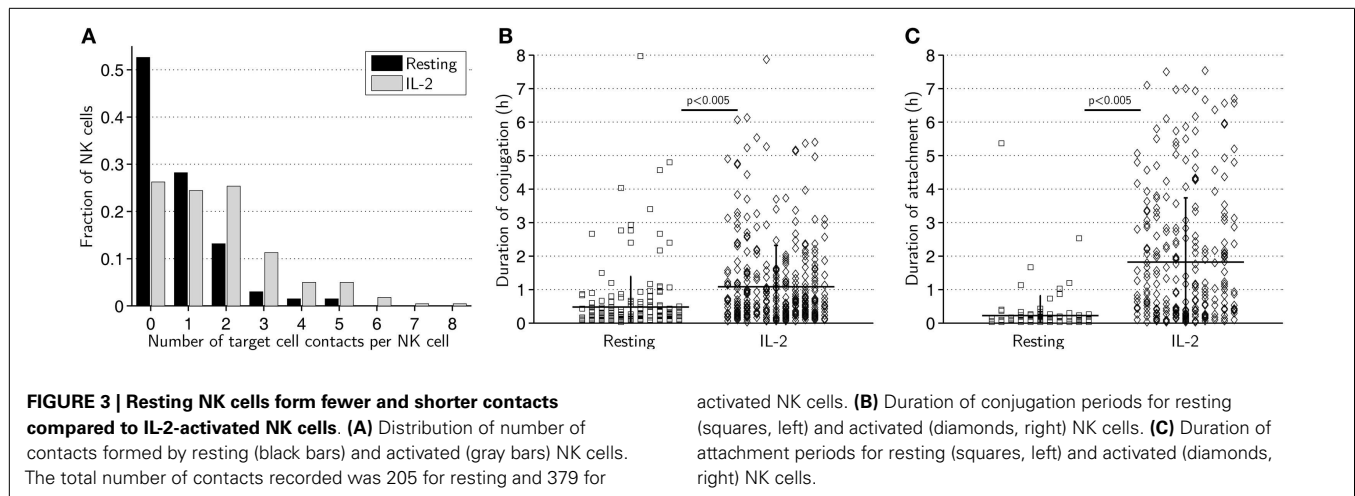 A
Fraction of NK cells
0.5
0.4
0.3
0.2
0.1
0
Resting
IL-2
0 1 2 3 4 5 6 7 8
Number of target cell contacts per NK cell
B
Duration of conjugation (h)
8
7
6
5
4
3
2
1
0
p<0.005
Resting IL-2
C
Duration of attachment (h)
8
7
6
5
4
3
2
1
0
p<0.005
Resting IL-2
FIGURE 3 | Resting NK cells form fewer and shorter contacts
compared to IL-2-activated NK cells. (A) Distribution of number of
contacts formed by resting (black bars) and activated (gray bars) NK cells.
The total number of contacts recorded was 205 for resting and 379 for
activated NK cells. (B) Duration of conjugation periods for resting
(squares, left) and activated (diamonds, right) NK cells. (C) Duration of
attachment periods for resting (squares, left) and activated (diamonds,
right) NK cells.